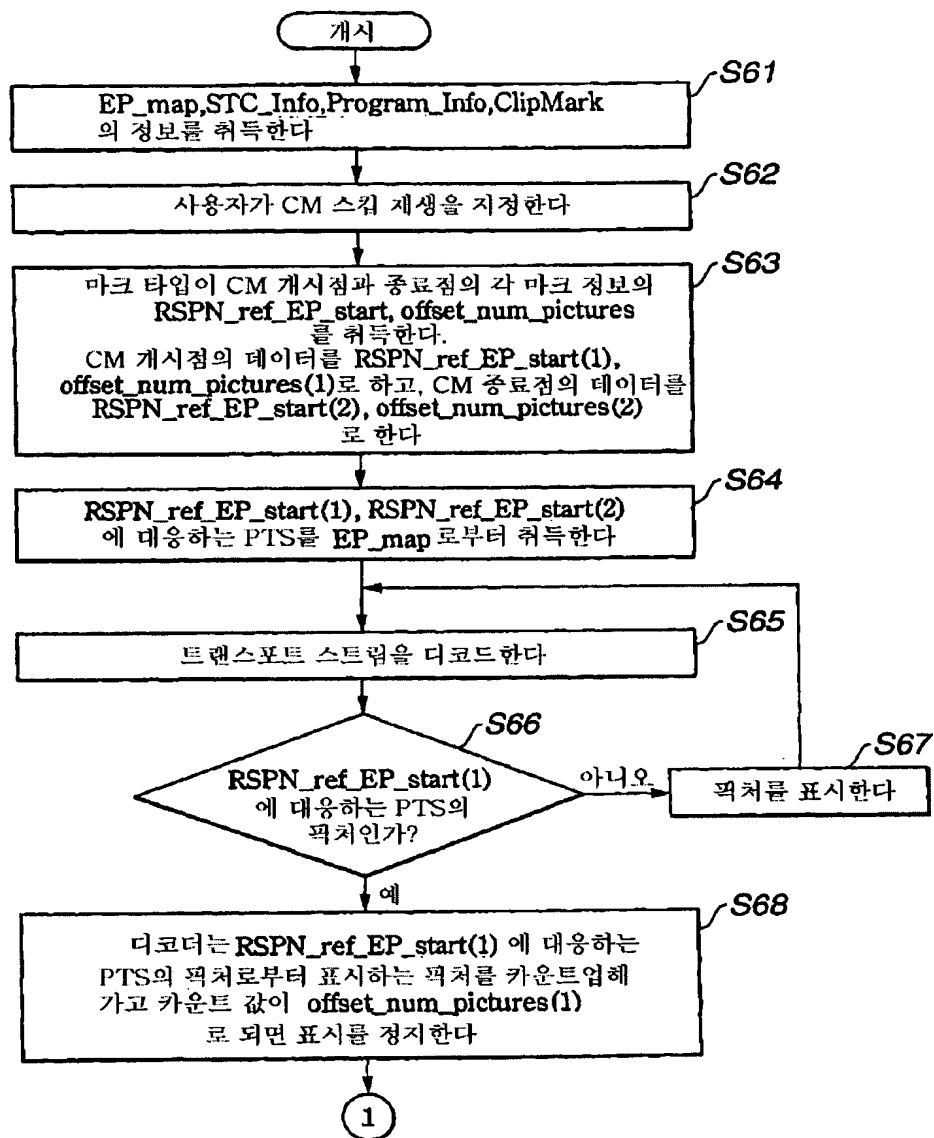 개시
S61
EP_map,STC_Info,Program_Info,ClipMark
의 정보를 취득한다
S62
사용자가 CM 스킵 재생을 지정한다
S63
마크 타입이 CM 개시점과 종료점의 각 마크 정보의
RSPN_ref_EP_start, offset_num_pictures
를 취득한다.
CM 개시점의 데이터를 RSPN_ref_EP_start(1),
offset_num_pictures(1)로 하고, CM 종료점의 데이터를
RSPN_ref_EP_start(2), offset_num_pictures(2)
로 한다
S64
RSPN_ref_EP_start(1), RSPN_ref_EP_start(2)
에 대응하는 PTS를 EP_map 로부터 취득한다
S65
트랜스포트 스트림을 디코드한다
S66
RSPN_ref_EP_start(1)
에 대응하는 PTS의
픽처인가?
아니오
S67
픽처를 표시한다
예
S68
디코더는 RSPN_ref_EP_start(1) 에 대응하는
PTS의 픽처로부터 표시하는 픽처를 카운트업헤
가고 카운트 값이 offset_num_pictures(1)
로 되면 표시를 정지한다
1